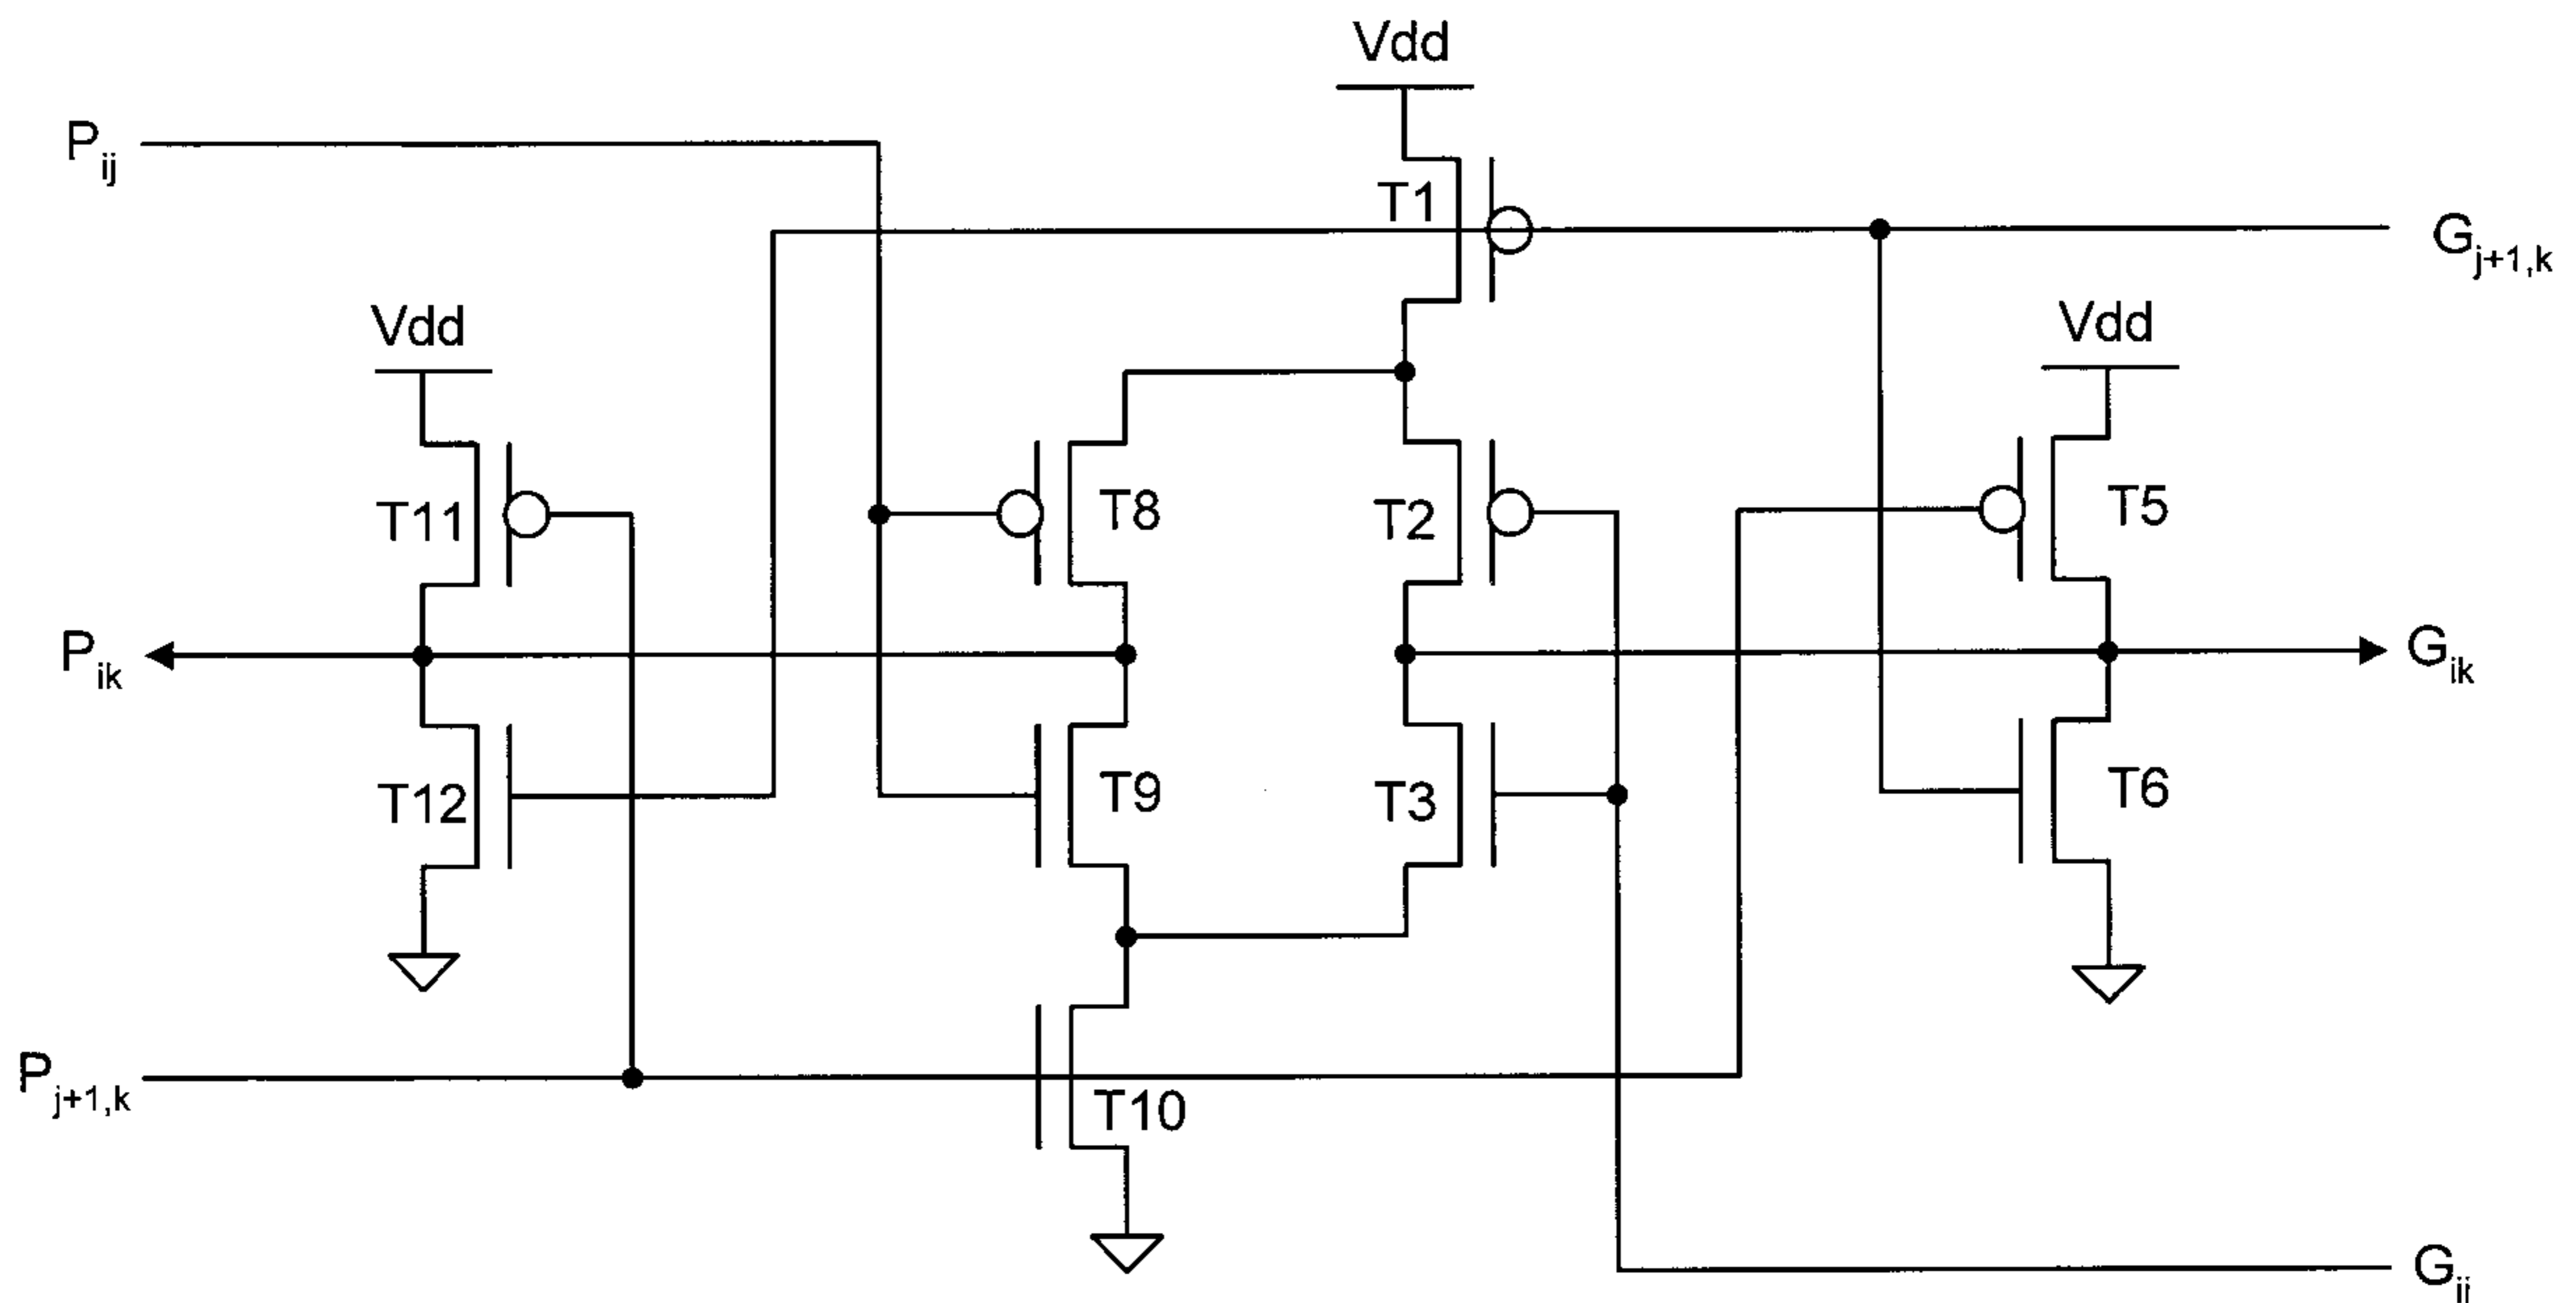 Vdd
P_ij
T1
G_j+1,k
Vdd
Vdd
T11
T8
T2
T5
P_ik
G_ik
T12
T9
T3
T6
P_j+1,k
T10
G_ij